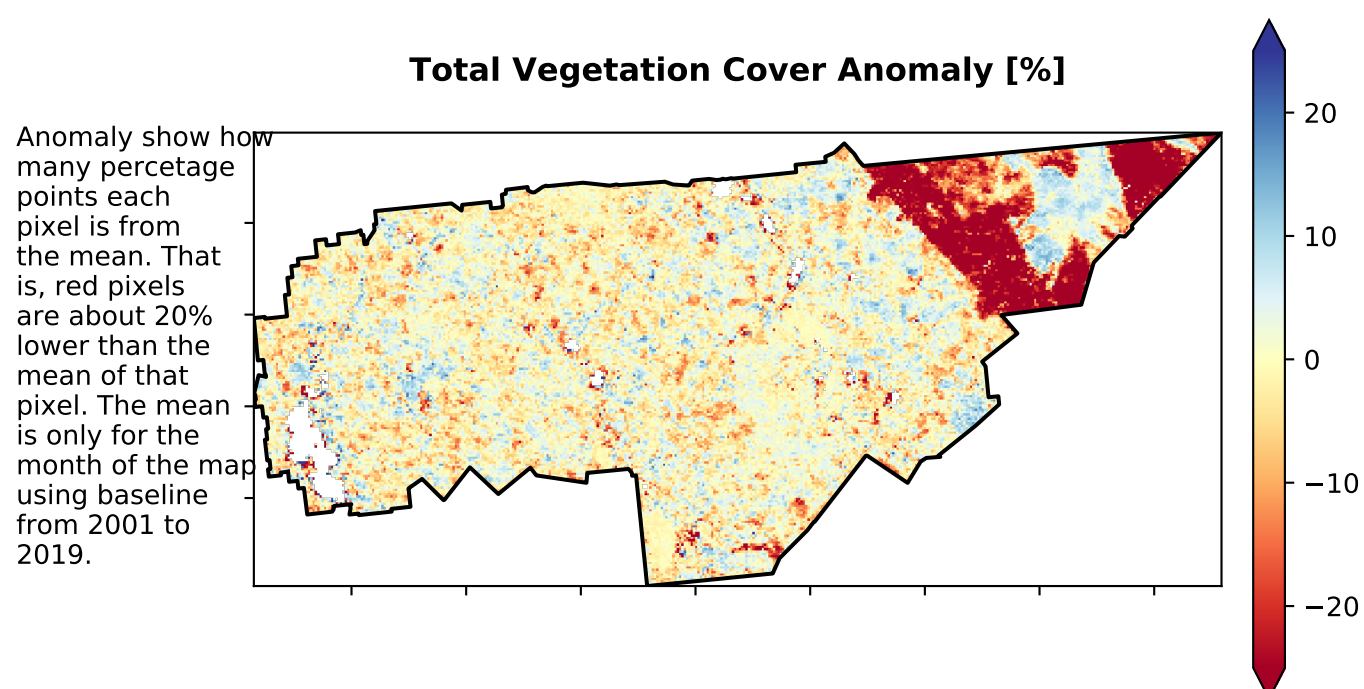 Total Vegetation Cover Anomaly [%]
Anomaly show how
many percetage
points each
pixel is from
the mean. That
is, red pixels
are about 20%
lower than the
mean of that
pixel. The mean
is only for the
month of the map
using baseline
from 2001 to
2019.
20
10
0
−10
−20